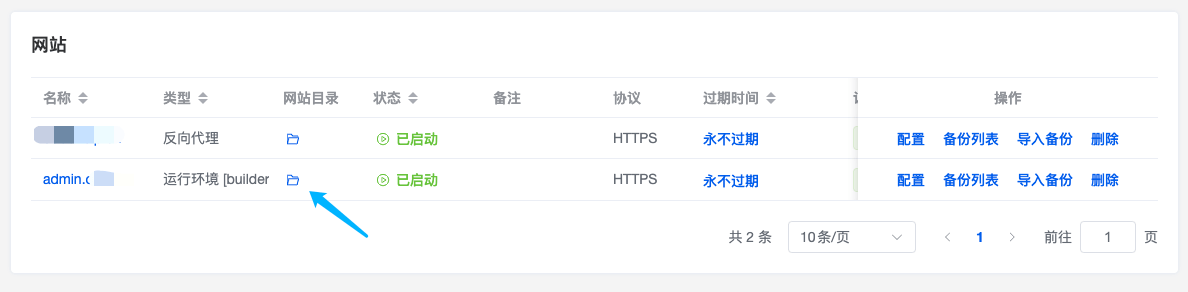 网站
名称 类型 网站目录 状态 备注 协议 过期时间 操作
反向代理 已启动 HTTPS 永不过期 配置 备份列表 导入备份 删除
admin. 运行环境 [builder 已启动 HTTPS 永不过期 配置 备份列表 导入备份 删除
共 2 条 10条/页 1 前往 1 页